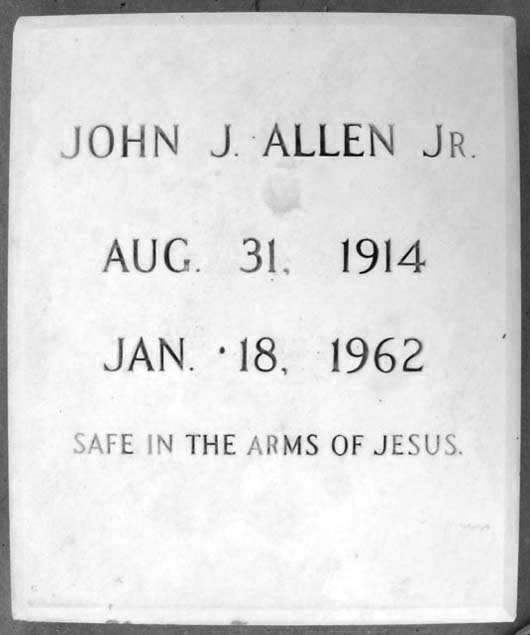 JOHN J. ALLEN JR.
AUG. 31, 1914
JAN. 18, 1962
SAFE IN THE ARMS OF JESUS.